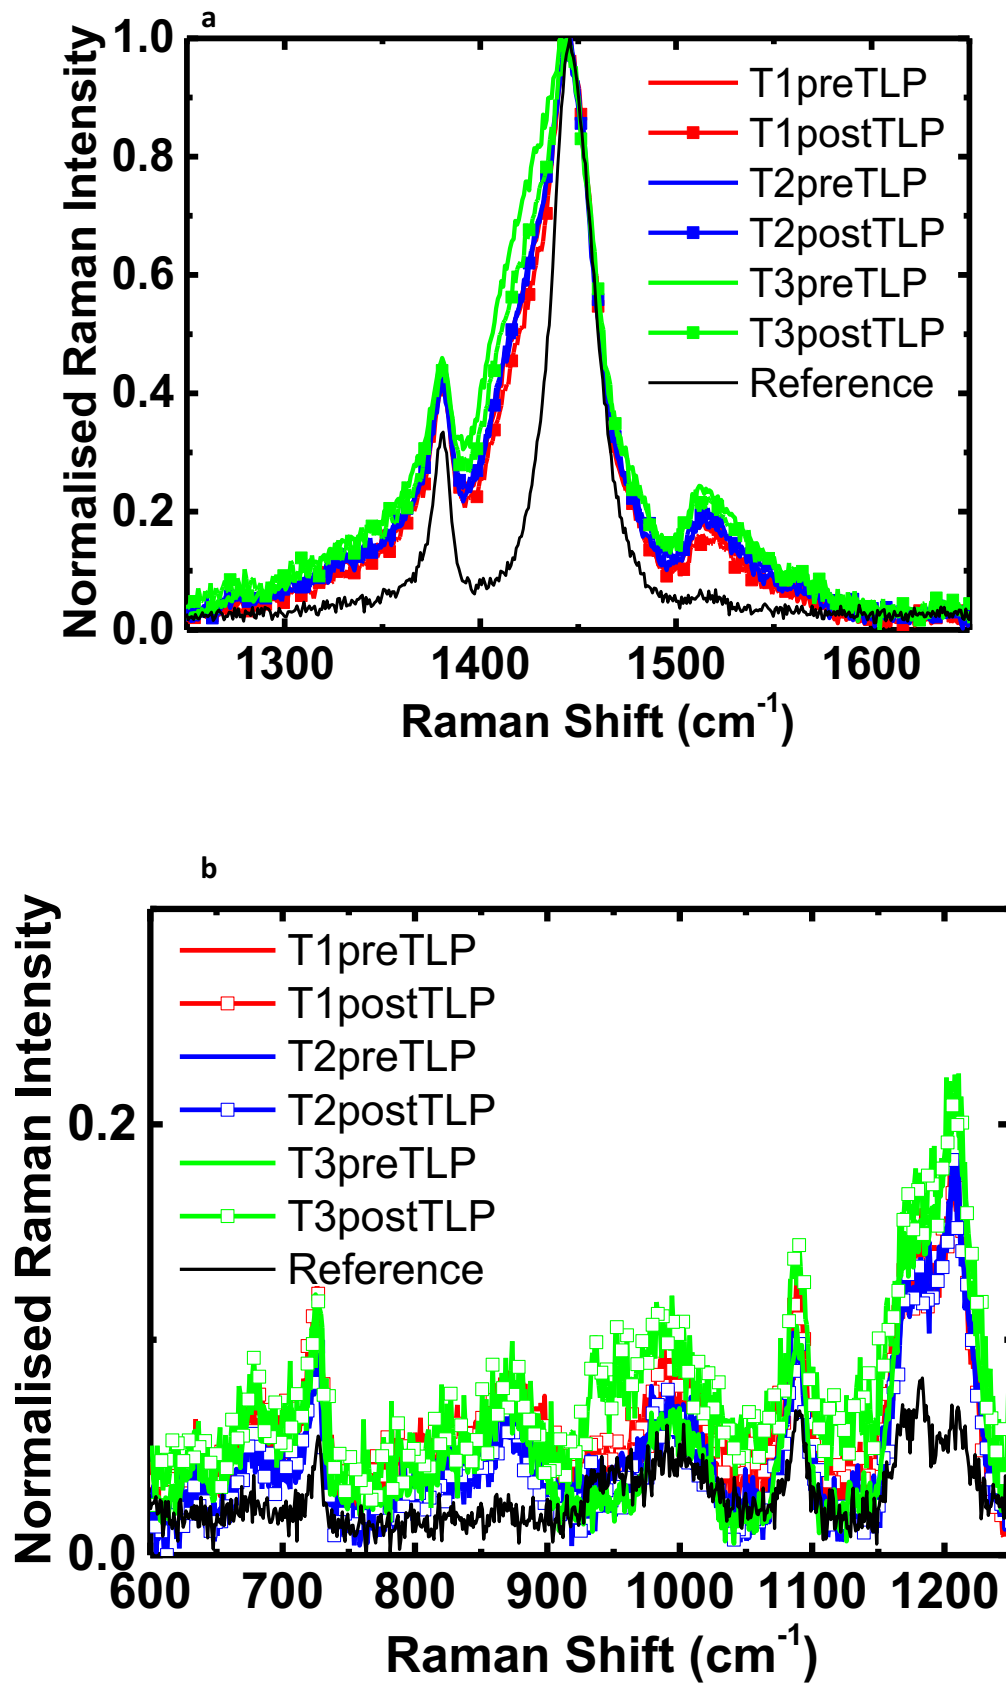 a
Normalised Raman Intensity
1.0
0.8
0.6
0.4
0.2
0.0
T1preTLP
T1postTLP
T2preTLP
T2postTLP
T3preTLP
T3postTLP
Reference
1300 1400 1500 1600
Raman Shift (cm⁻¹)
b
Normalised Raman Intensity
0.2
0.0
T1preTLP
T1postTLP
T2preTLP
T2postTLP
T3preTLP
T3postTLP
Reference
600 700 800 900 1000 1100 1200
Raman Shift (cm⁻¹)